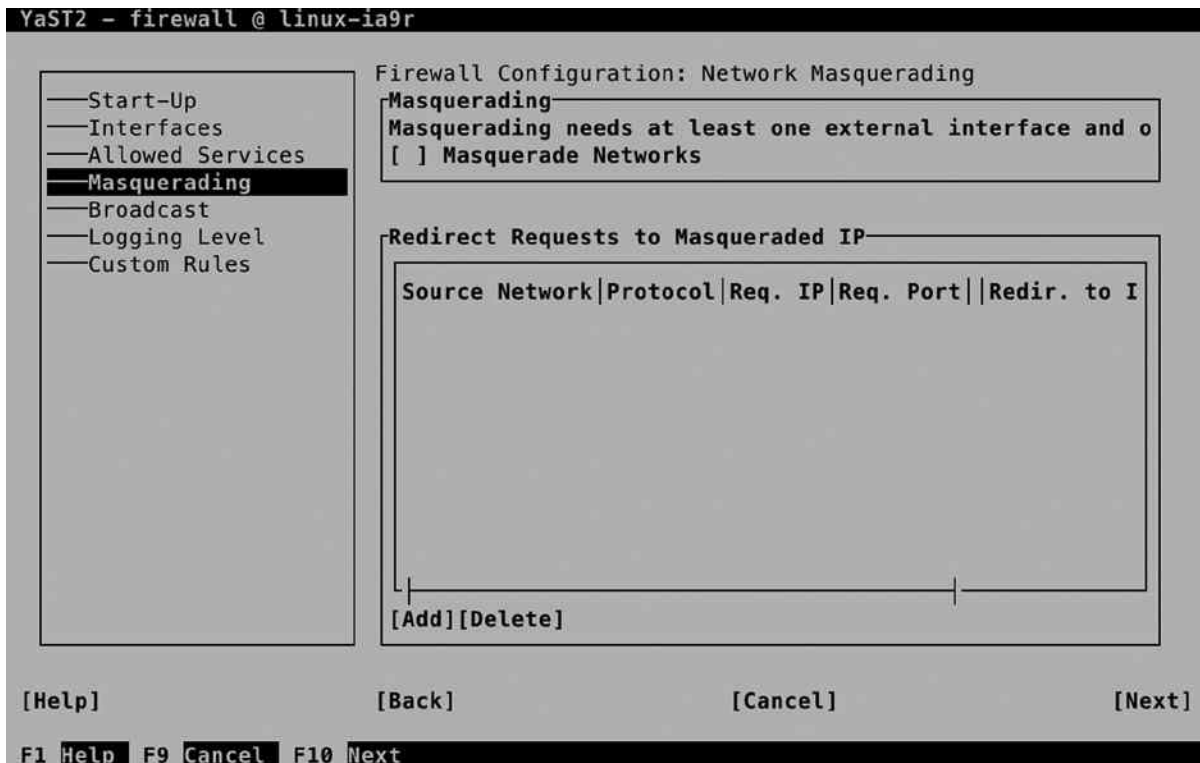 YaST2 – firewall @ linux-ia9r
Start-Up
Interfaces
Allowed Services
Masquerading
Broadcast
Logging Level
Custom Rules
Firewall Configuration: Network Masquerading
Masquerading
Masquerading needs at least one external interface and o
[ ] Masquerade Networks
Redirect Requests to Masqueraded IP
Source Network|Protocol|Req. IP|Req. Port||Redir. to I
[Add][Delete]
[Help] [Back] [Cancel] [Next]
F1 Help F9 Cancel F10 Next